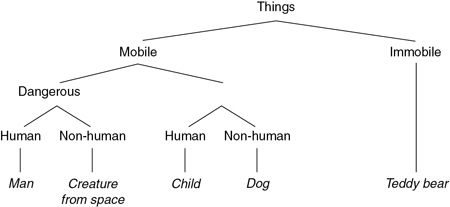 Things
Mobile Immobile
Dangerous
Human Non-human Human Non-human
Man Creature from space Child Dog Teddy bear